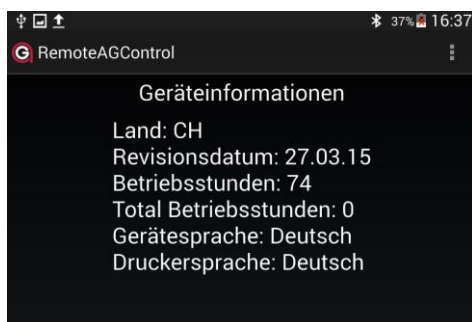 37% 16:37
RemoteAGControl
Geräteinformationen
Land: CH
Revisionsdatum: 27.03.15
Betriebsstunden: 74
Total Betriebsstunden: 0
Gerätesprache: Deutsch
Druckersprache: Deutsch